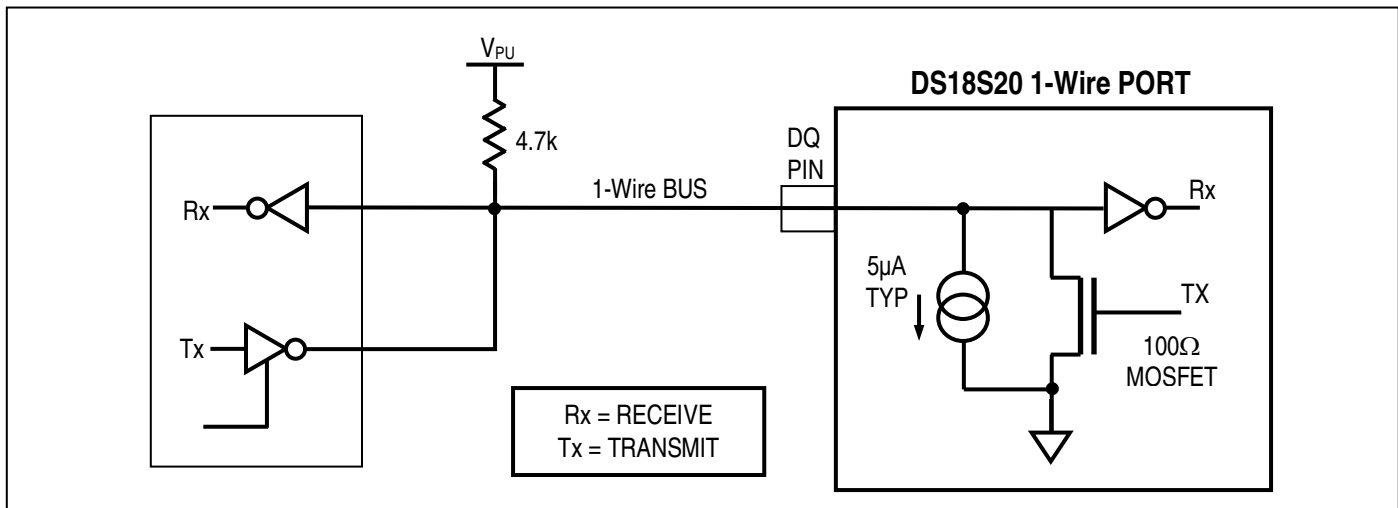 V_PU
4.7k
DS18S20 1-Wire PORT
DQ
PIN
1-Wire BUS
Rx
Rx
5µA
TYP
TX
100Ω
MOSFET
Tx
Rx = RECEIVE
Tx = TRANSMIT